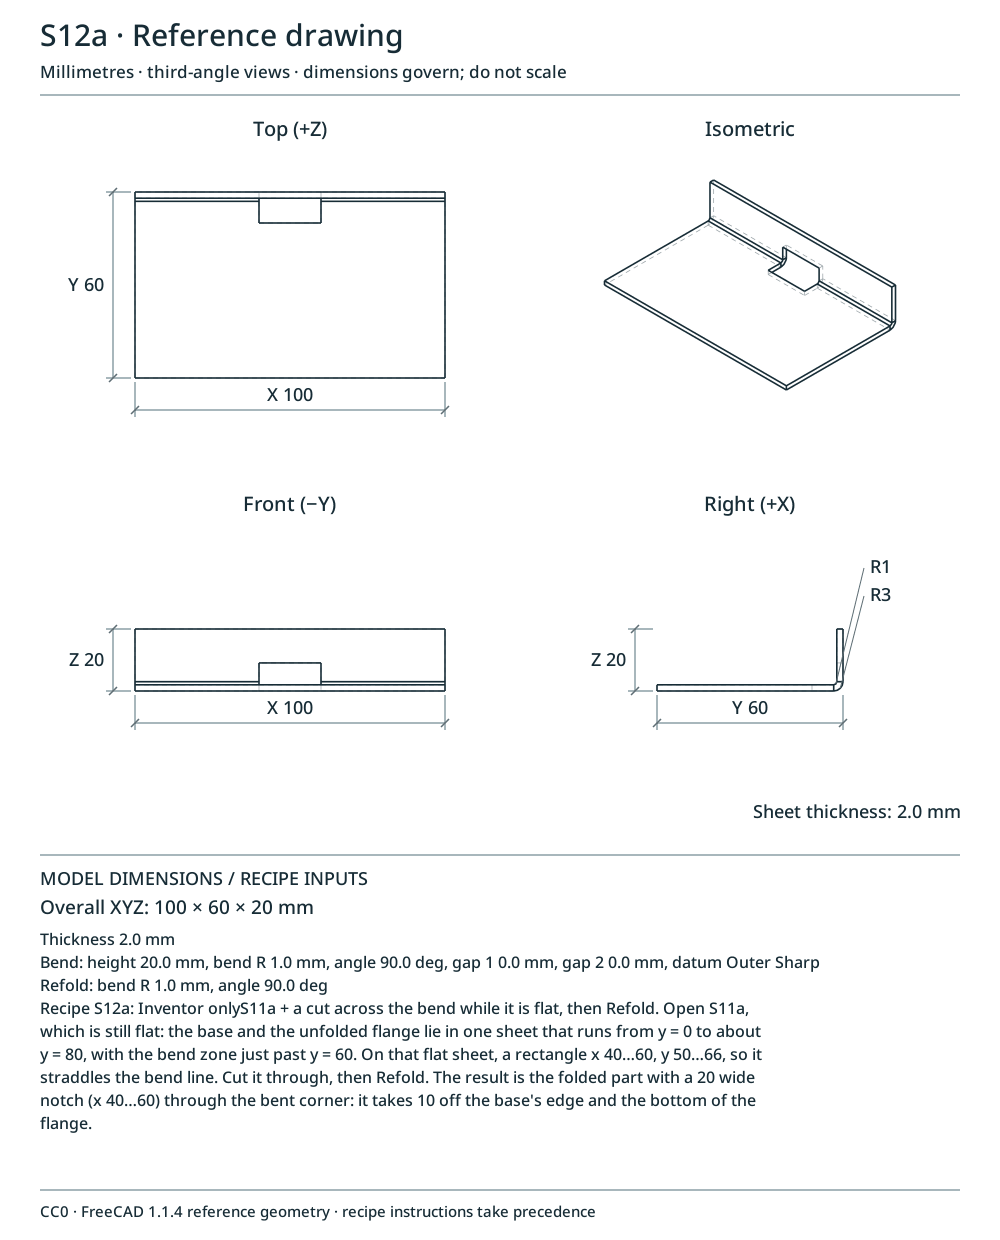 S12a · Reference drawing
Millimetres · third-angle views · dimensions govern; do not scale
Top (+Z)
Isometric
Y 60
X 100
Front (−Y)
Right (+X)
R1
R3
Z 20
X 100
Z 20
Y 60
Sheet thickness: 2.0 mm
MODEL DIMENSIONS / RECIPE INPUTS
Overall XYZ: 100 × 60 × 20 mm
Thickness 2.0 mm
Bend: height 20.0 mm, bend R 1.0 mm, angle 90.0 deg, gap 1 0.0 mm, gap 2 0.0 mm, datum Outer Sharp
Refold: bend R 1.0 mm, angle 90.0 deg
Recipe S12a: Inventor onlyS11a + a cut across the bend while it is flat, then Refold. Open S11a,
which is still flat: the base and the unfolded flange lie in one sheet that runs from y = 0 to about
y = 80, with the bend zone just past y = 60. On that flat sheet, a rectangle x 40…60, y 50…66, so it
straddles the bend line. Cut it through, then Refold. The result is the folded part with a 20 wide
notch (x 40…60) through the bent corner: it takes 10 off the base's edge and the bottom of the
flange.
CC0 · FreeCAD 1.1.4 reference geometry · recipe instructions take precedence